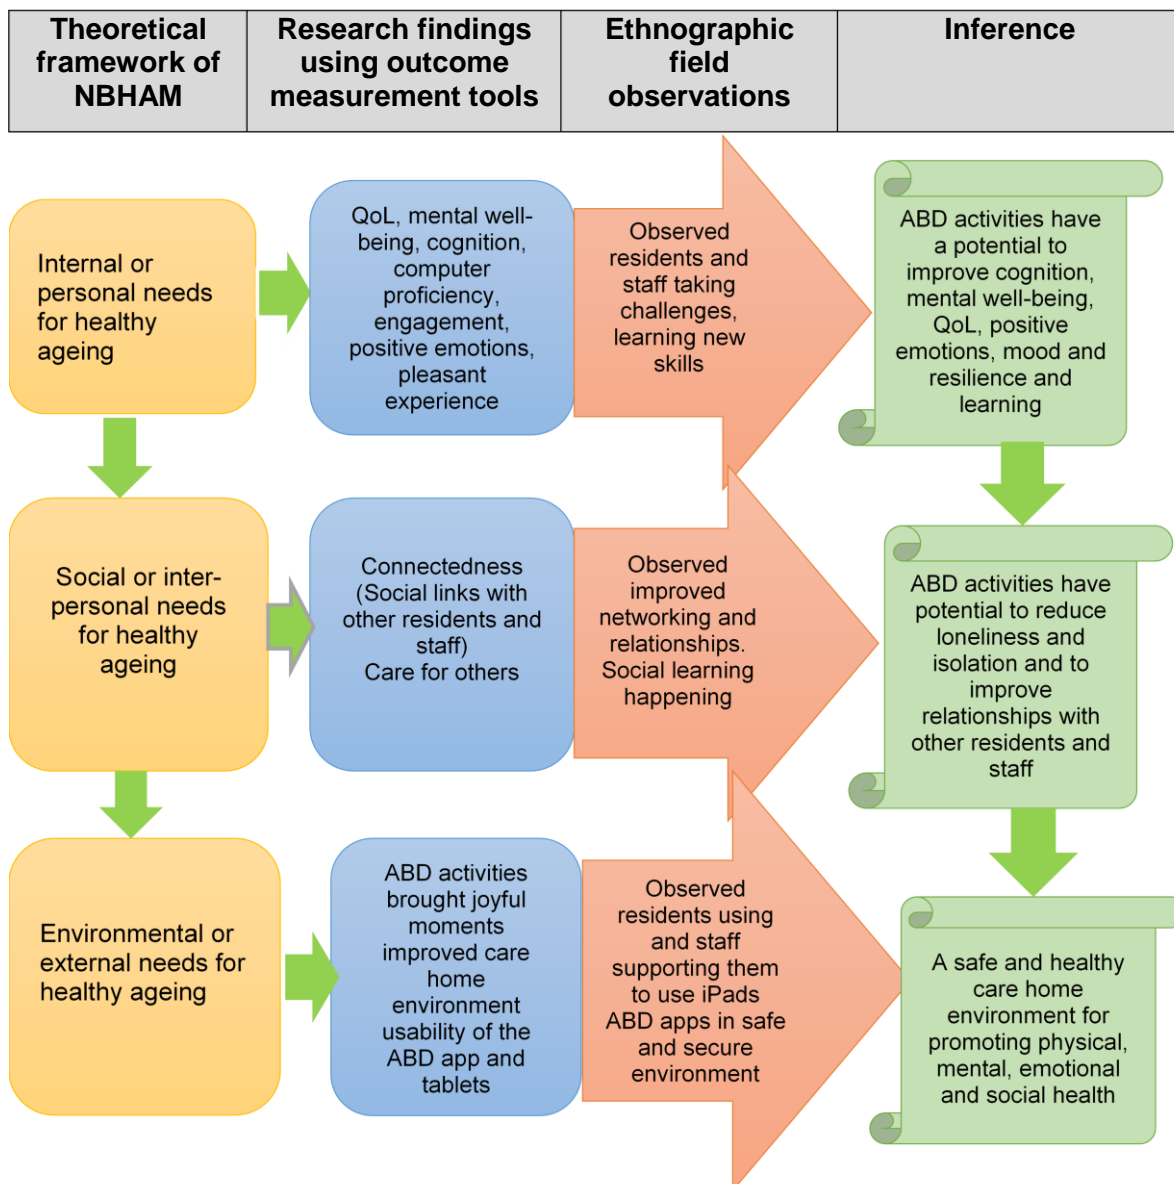 Theoretical
framework of
NBHAM
Research findings
using outcome
measurement tools
Ethnographic
field
observations
Inference
Internal or
personal needs
for healthy
ageing
QoL, mental well-
being, cognition,
computer
proficiency,
engagement,
positive emotions,
pleasant
experience
Observed
residents and
staff taking
challenges,
learning new
skills
ABD activities have
a potential to
improve cognition,
mental well-being,
QoL, positive
emotions, mood and
resilience and
learning
Social or inter-
personal needs
for healthy
ageing
Connectedness
(Social links with
other residents and
staff)
Care for others
Observed
improved
networking and
relationships.
Social learning
happening
ABD activities have
potential to reduce
loneliness and
isolation and to
improve
relationships with
other residents and
staff
Environmental or
external needs for
healthy ageing
ABD activities
brought joyful
moments
improved care
home
environment
usability of the
ABD app and
tablets
Observed
residents using
and staff
supporting them
to use iPads
ABD apps in safe
and secure
environment
A safe and healthy
care home
environment for
promoting physical,
mental, emotional
and social health